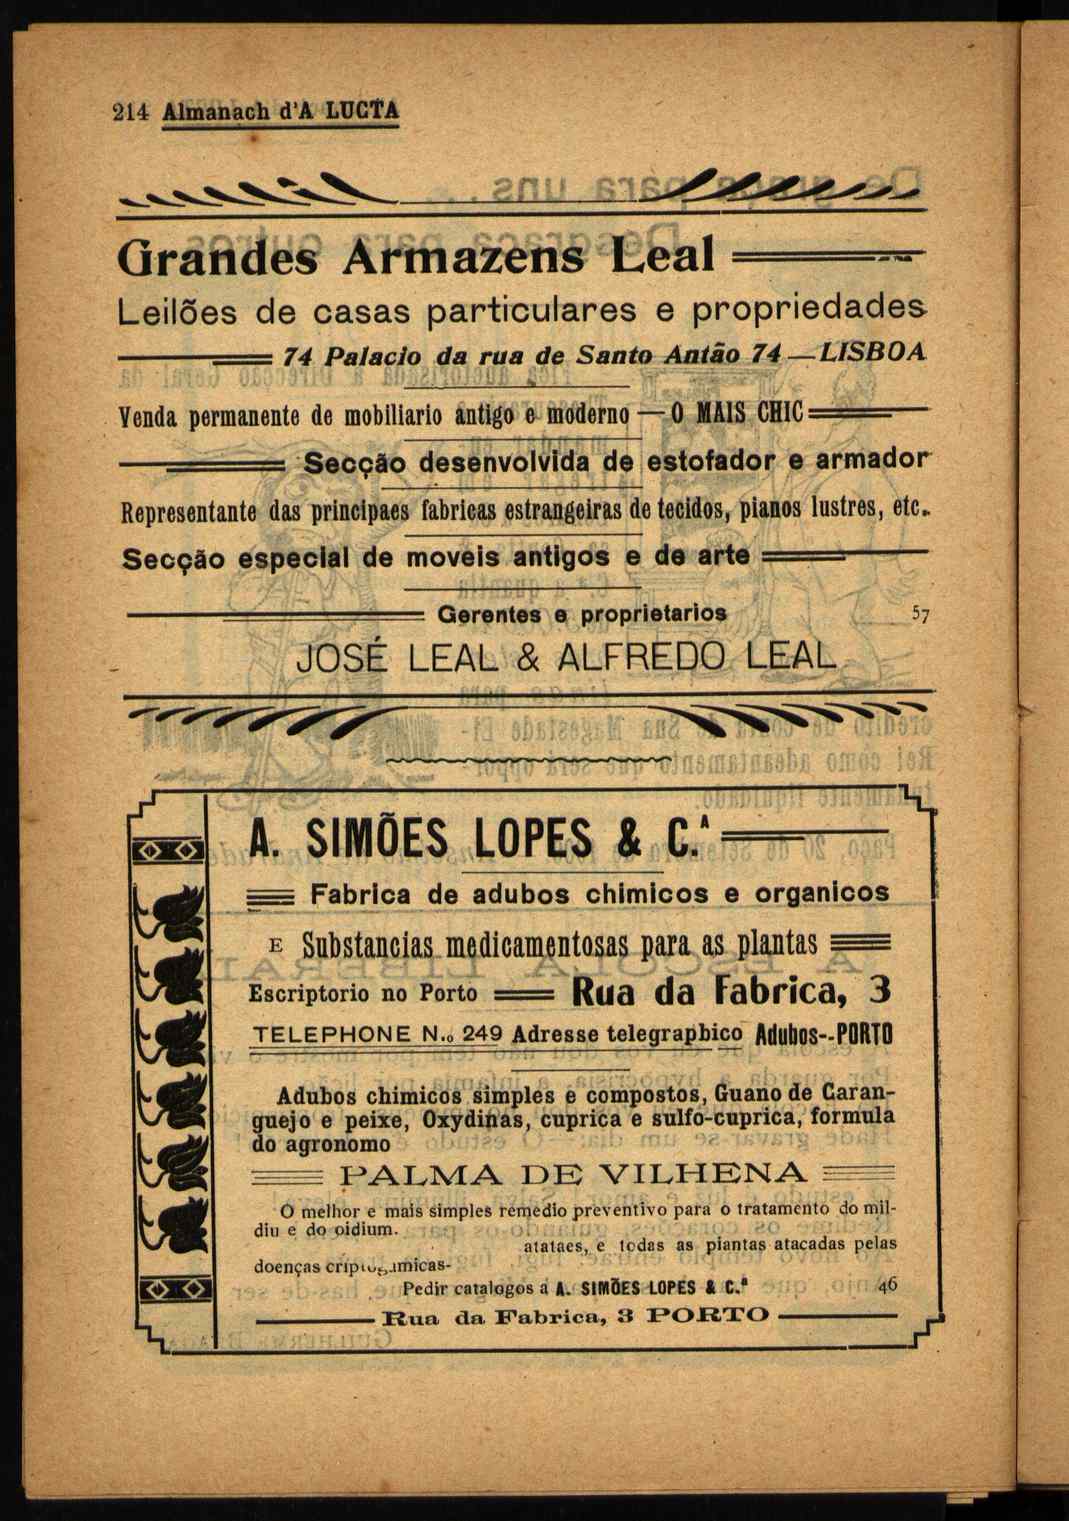 214 Almanach d'A LUCTA
Grandes Armazens Leal
Leilões de casas particulares e propriedades
74 Palacio da rua de Santo Antão 74 — LISBOA
Venda permanente de mobiliario antigo e moderno — O MAIS CHIC
Secção desenvolvida de estofador e armador
Representante das principaes fabricas estrangeiras de tecidos, pianos lustres, etc.
Secção especial de moveis antigos e de arte
Gerentes e proprietarios 57
JOSÉ LEAL & ALFREDO LEAL
A. SIMÕES LOPES & C.ª
Fabrica de adubos chimicos e organicos
E Substancias medicamentosas para as plantas
Escriptorio no Porto Rua da Fabrica, 3
TELEPHONE N.o 249 Adresse telegraphico Adubos--PORTO
Adubos chimicos simples e compostos, Guano de Caran-
guejo e peixe, Oxydinas, cuprica e sulfo-cuprica, formula
do agronomo
PALMA DE VILHENA
O melhor e mais simples remedio preventivo para o tratamento do mil-
diu e do oidium.
atataes, e todas as plantas atacadas pelas
doenças
Pedir catalogos a A. SIMÕES LOPES & C.ª 46
Rua da Fabrica, 3 PORTO